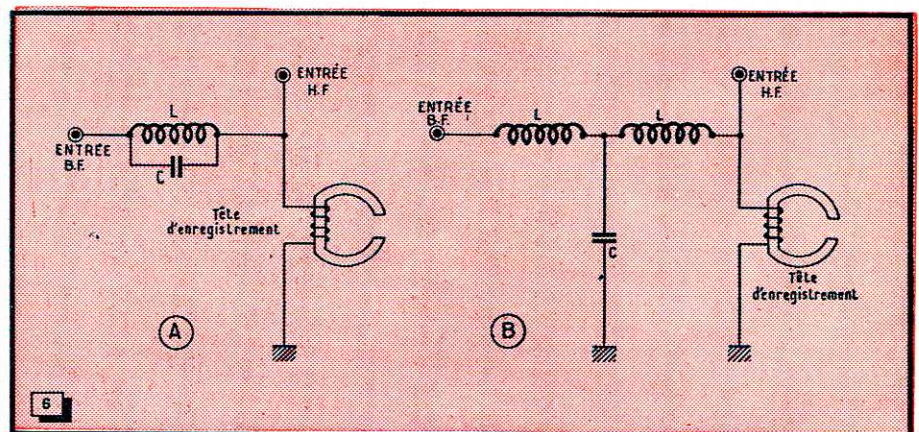 ENTRÉE
H.F
L
ENTRÉE
B.F.
C
Tête
d'enregistrement
A
ENTRÉE
H.F.
ENTRÉE
B.F.
L
L
C
Tête
d'enregistrement
B
6